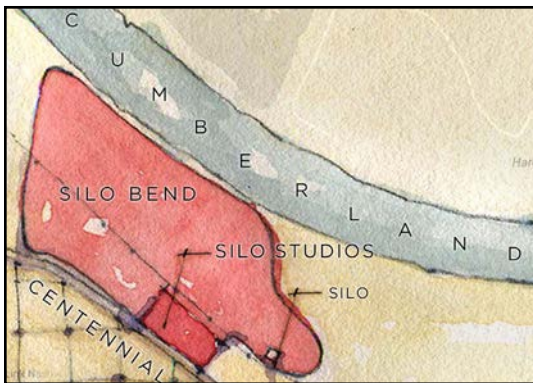 CUMBERLAND
SILO BEND
SILO STUDIOS
SILO
CENTENNIAL